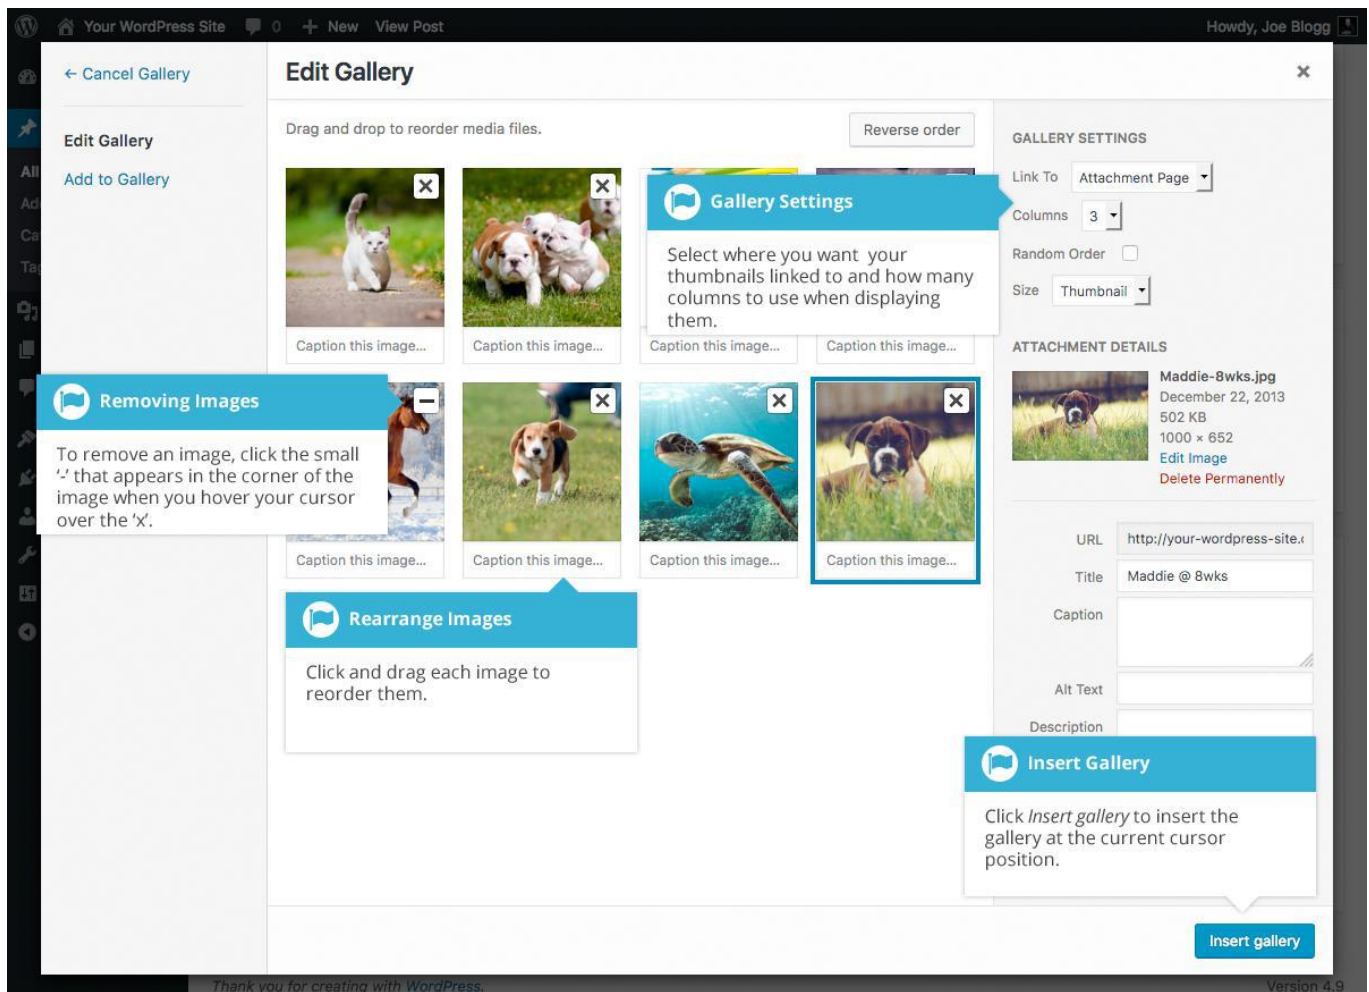 Your WordPress Site 0 New View Post
Howdy, Joe Blogg
← Cancel Gallery
Edit Gallery
Add to Gallery
All
Edit Gallery
Drag and drop to reorder media files.
Reverse order
Caption this image...
Caption this image...
Caption this image...
Caption this image...
Gallery Settings
Select where you want your
thumbnails linked to and how many
columns to use when displaying
them.
Removing Images
To remove an image, click the small
‘-’ that appears in the corner of the
image when you hover your cursor
over the ‘x’.
Caption this image...
Caption this image...
Caption this image...
Caption this image...
Rearrange Images
Click and drag each image to
reorder them.
GALLERY SETTINGS
Link To Attachment Page
Columns 3
Random Order
Size Thumbnail
ATTACHMENT DETAILS
Maddie-8wks.jpg
December 22, 2013
502 KB
1000 × 652
Edit Image
Delete Permanently
URL http://your-wordpress-site.c
Title Maddie @ 8wks
Caption
Alt Text
Description
Insert Gallery
Click Insert gallery to insert the
gallery at the current cursor
position.
Insert gallery
Thank you for creating with WordPress.
Version 4.9